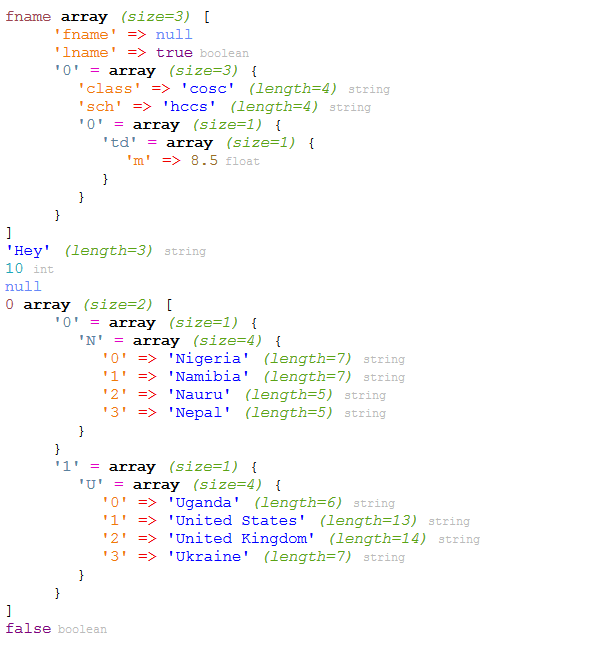 fname array (size=3) [
'fname' => null
'lname' => true boolean
'0' = array (size=3) {
'class' => 'cosc' (length=4) string
'sch' => 'hccs' (length=4) string
'0' = array (size=1) {
'td' = array (size=1) {
'm' => 8.5 float
}
}
}
]
'Hey' (length=3) string
10 int
null
0 array (size=2) [
'0' = array (size=1) {
'N' = array (size=4) {
'0' => 'Nigeria' (length=7) string
'1' => 'Namibia' (length=7) string
'2' => 'Nauru' (length=5) string
'3' => 'Nepal' (length=5) string
}
}
'1' = array (size=1) {
'U' = array (size=4) {
'0' => 'Uganda' (length=6) string
'1' => 'United States' (length=13) string
'2' => 'United Kingdom' (length=14) string
'3' => 'Ukraine' (length=7) string
}
}
]
false boolean